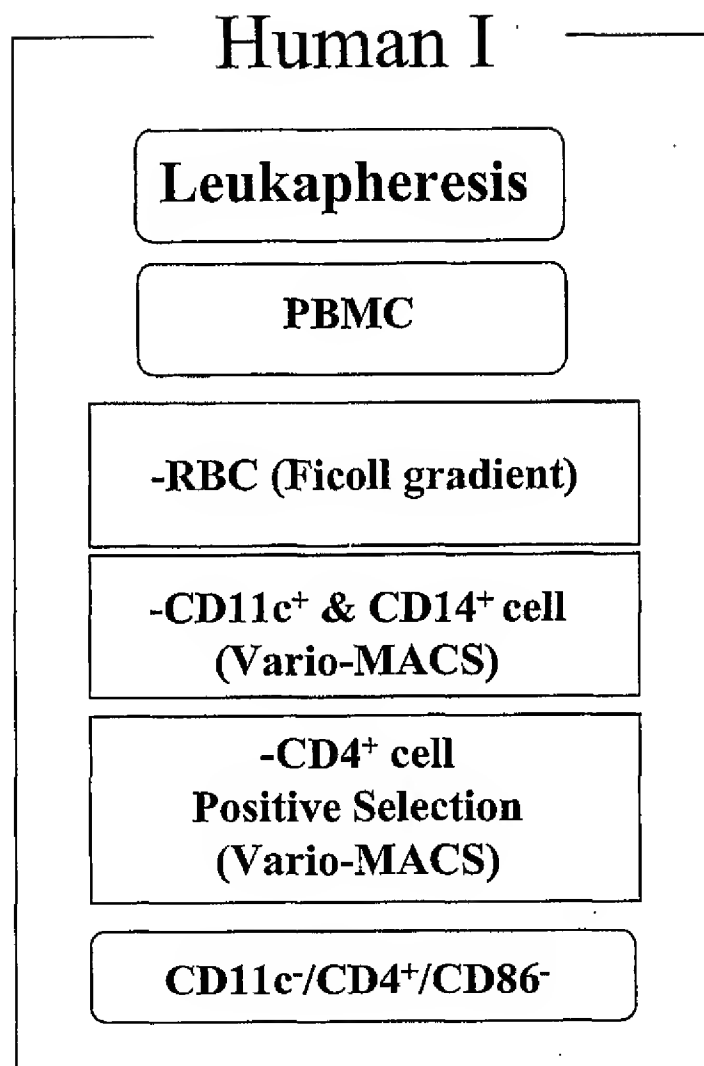 Human I
Leukapheresis
PBMC
-RBC (Ficoll gradient)
-CD11c⁺ & CD14⁺ cell
(Vario-MACS)
-CD4⁺ cell
Positive Selection
(Vario-MACS)
CD11c⁻/CD4⁺/CD86⁻